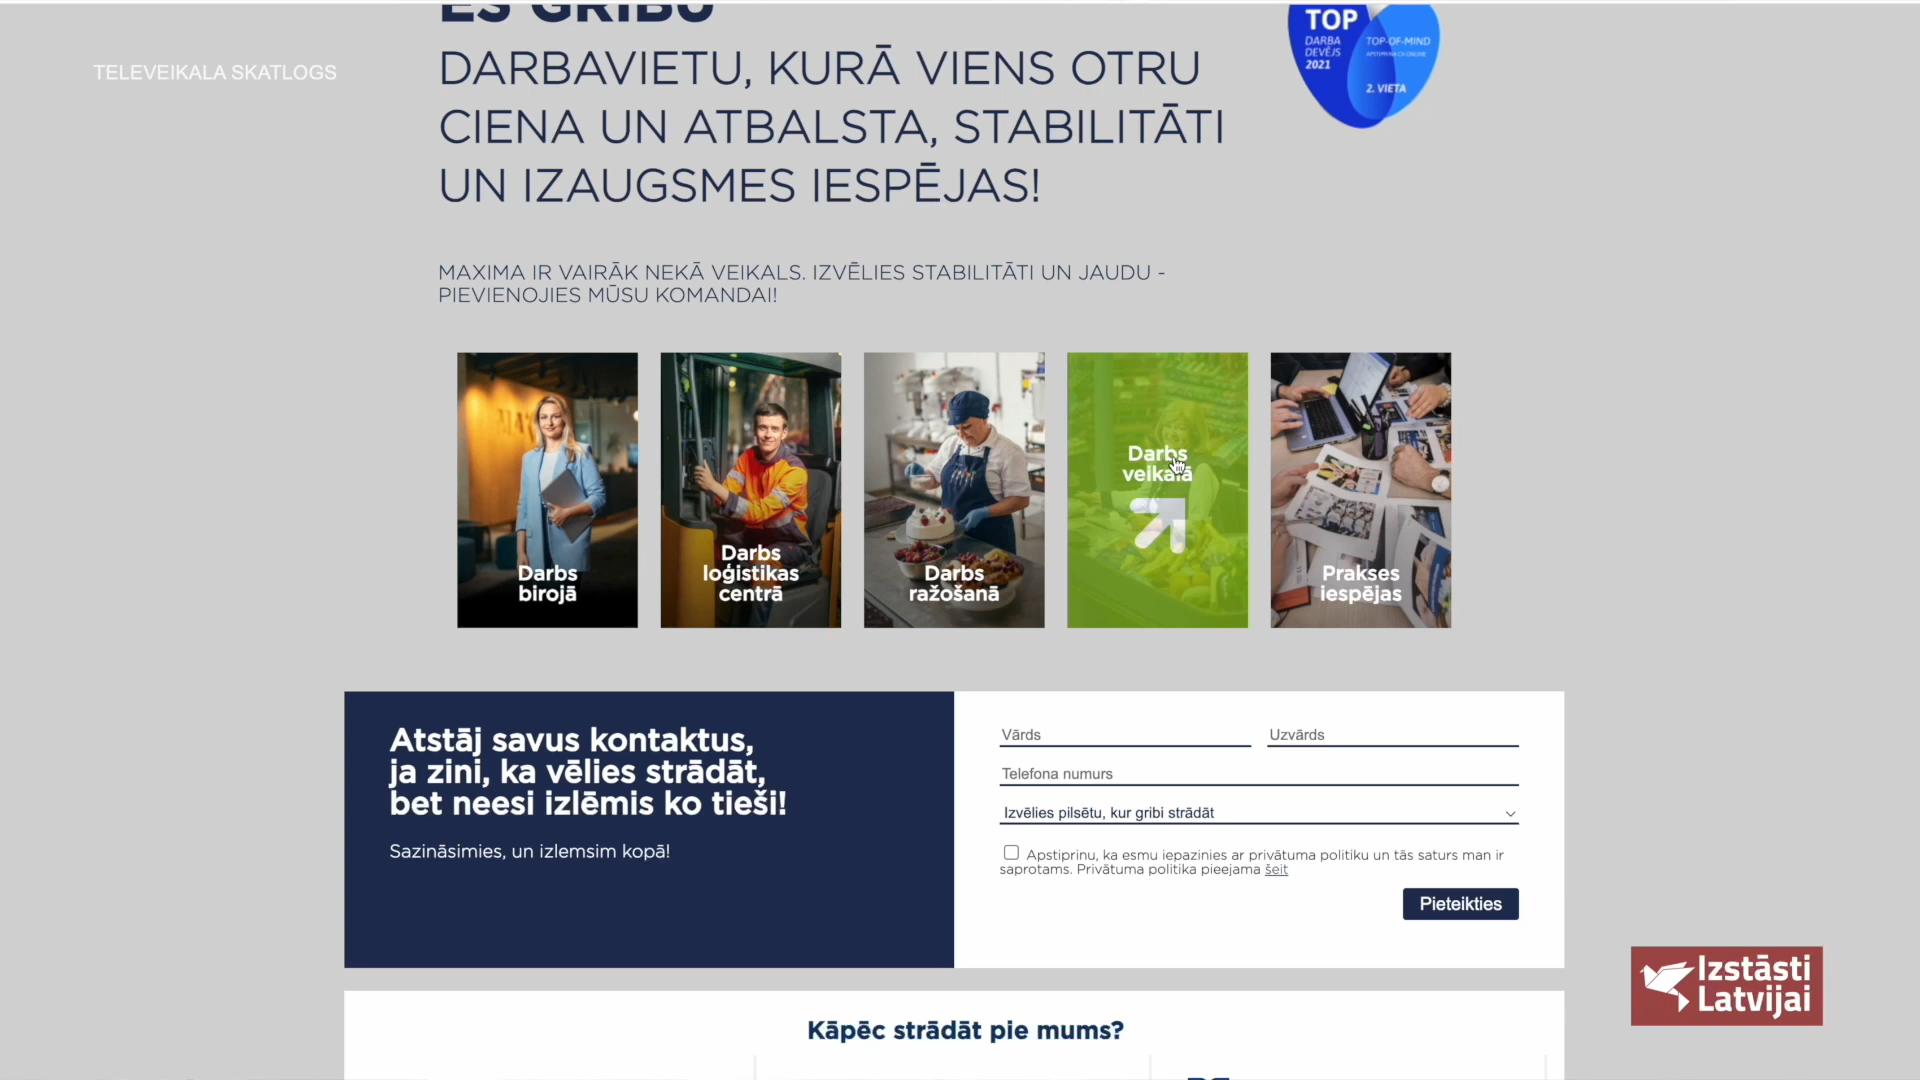 ES GRIBU
TELEVEIKALA SKATLOGS
DARBAVIETU, KURĀ VIENS OTRU
CIENA UN ATBALSTA, STABILITĀTI
UN IZAUGSMES IESPĒJAS!
TOP
DARBA
DEVĒJS
2021
TOP-OF-MIND
2. VIETA
MAXIMA IR VAIRĀK NEKĀ VEIKALS. IZVĒLIES STABILITĀTI UN JAUDU -
PIEVIENOJIES MŪSU KOMANDAI!
Darbs
birojā
Darbs
loģistikas
centrā
Darbs
ražošanā
Darbs
veikalā
Prakses
iespējas
Atstāj savus kontaktus,
ja zini, ka vēlies strādāt,
bet neesi izlēmis ko tieši!
Sazināsimies, un izlemsim kopā!
Vārds
Uzvārds
Telefona numurs
Izvēlies pilsētu, kur gribi strādāt
Apstiprinu, ka esmu iepazinies ar privātuma politiku un tās saturs man ir
saprotams. Privātuma politika pieejama šeit
Pieteikties
Izstāsti
Latvijai
Kāpēc strādāt pie mums?